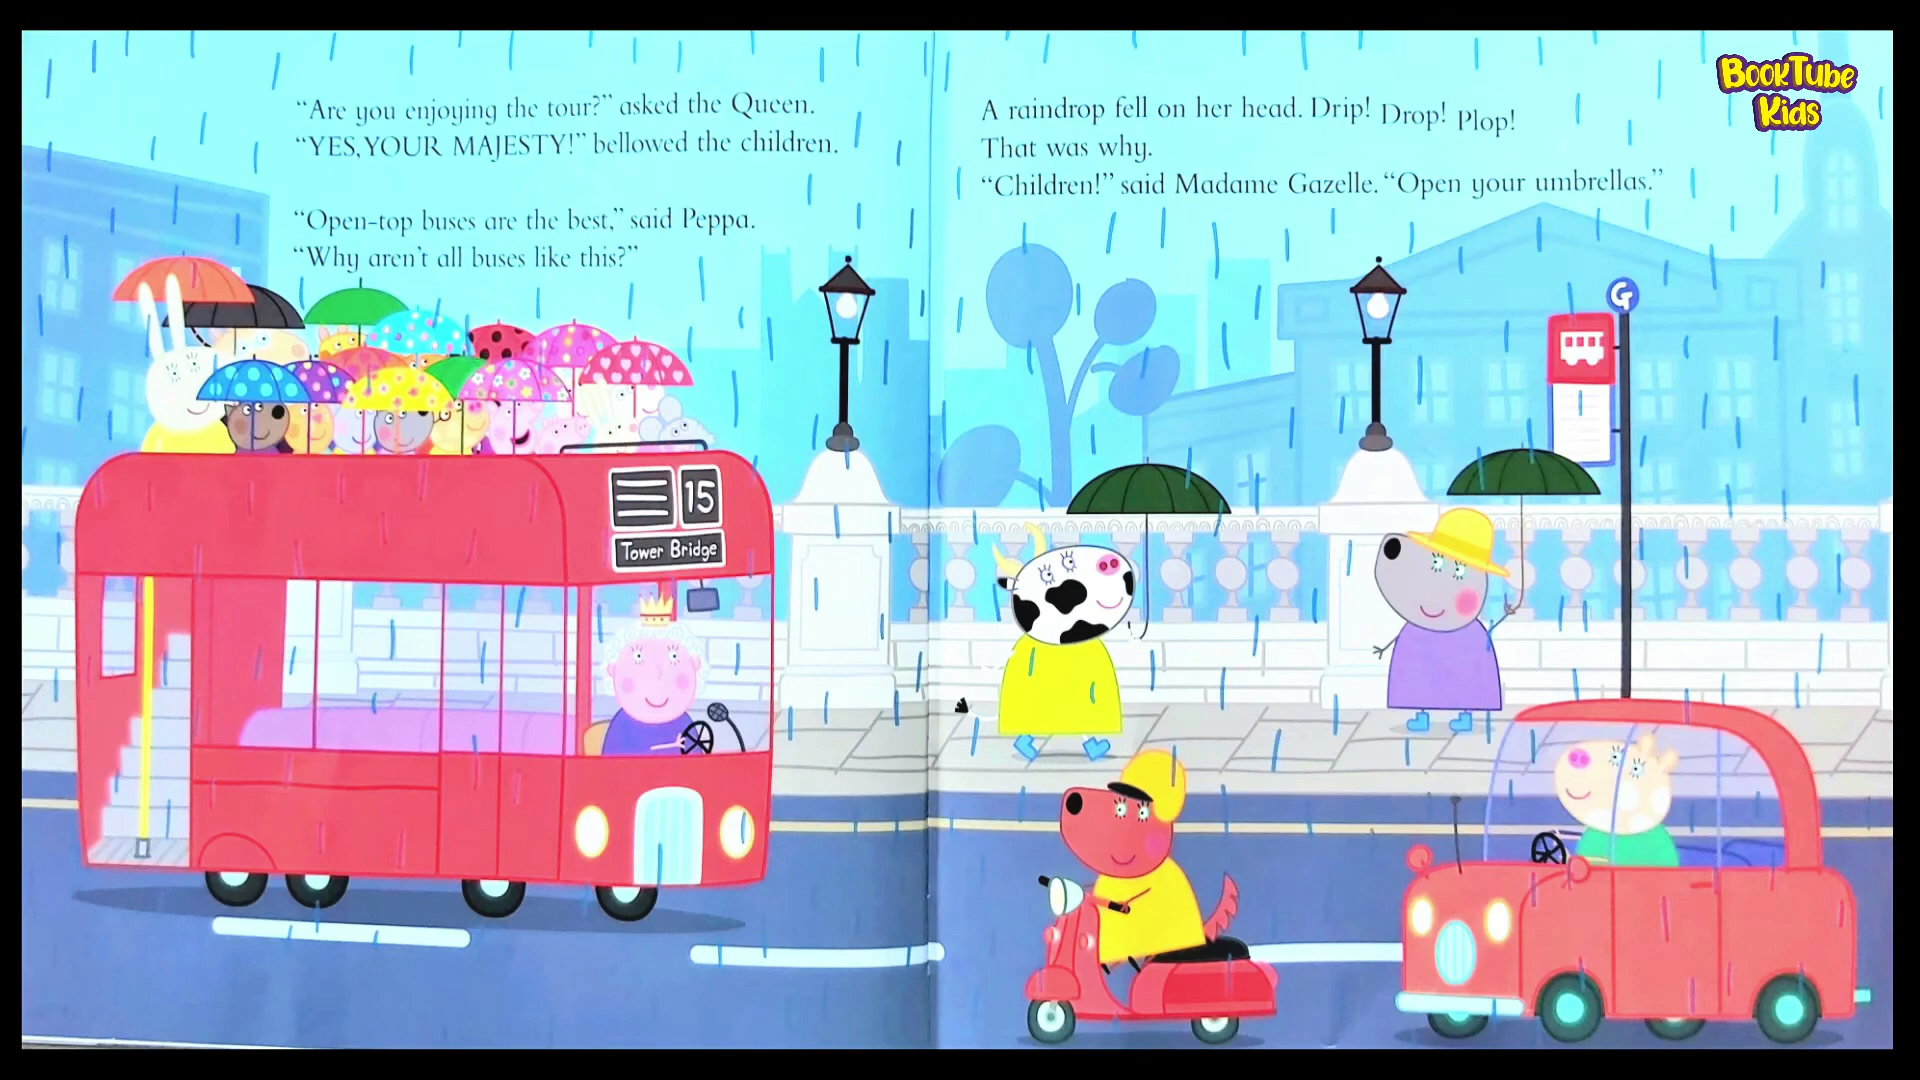 “Are you enjoying the tour?” asked the Queen.
“YES, YOUR MAJESTY!” bellowed the children.
“Open-top buses are the best,” said Peppa.
“Why aren’t all buses like this?”
A raindrop fell on her head. Drip! Drop! Plop!
That was why.
“Children!” said Madame Gazelle. “Open your umbrellas.”
BookTube
Kids
G
15
Tower Bridge